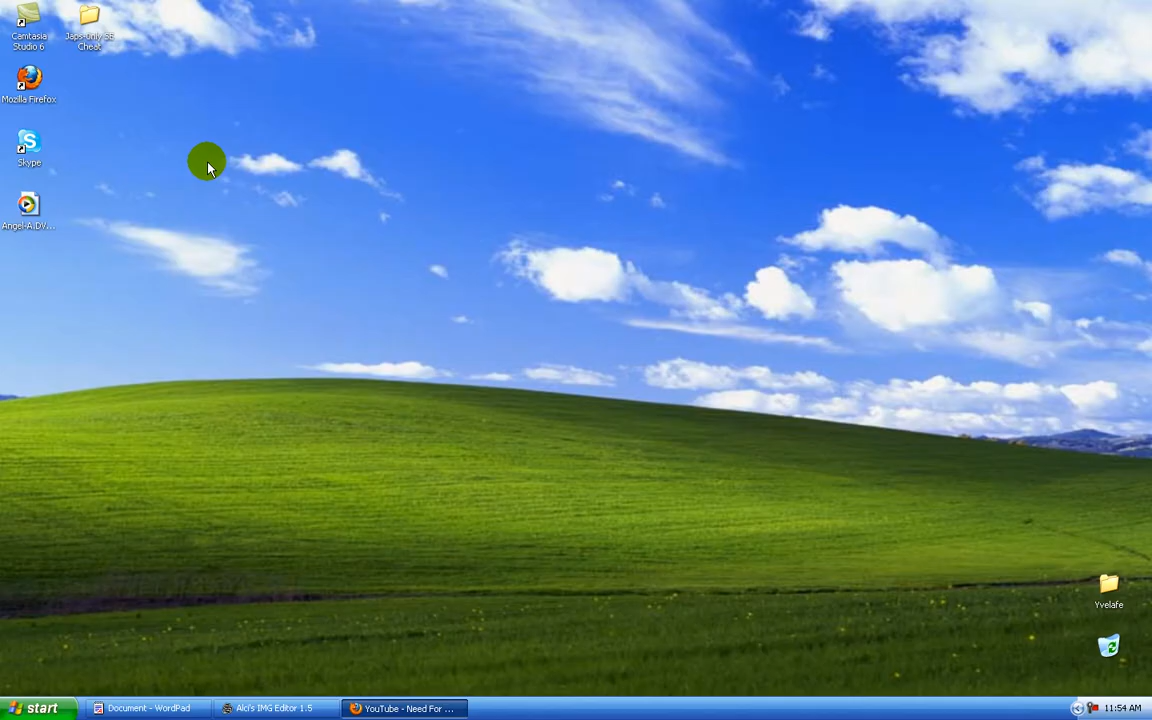 Camtasia
Studio 6
Japs-Only SE
Cheat
Mozilla Firefox
Skype
Angel-A.DV...
Yvelafe
start
Document - WordPad
Alci's IMG Editor 1.5
YouTube - Need For ...
11:54 AM